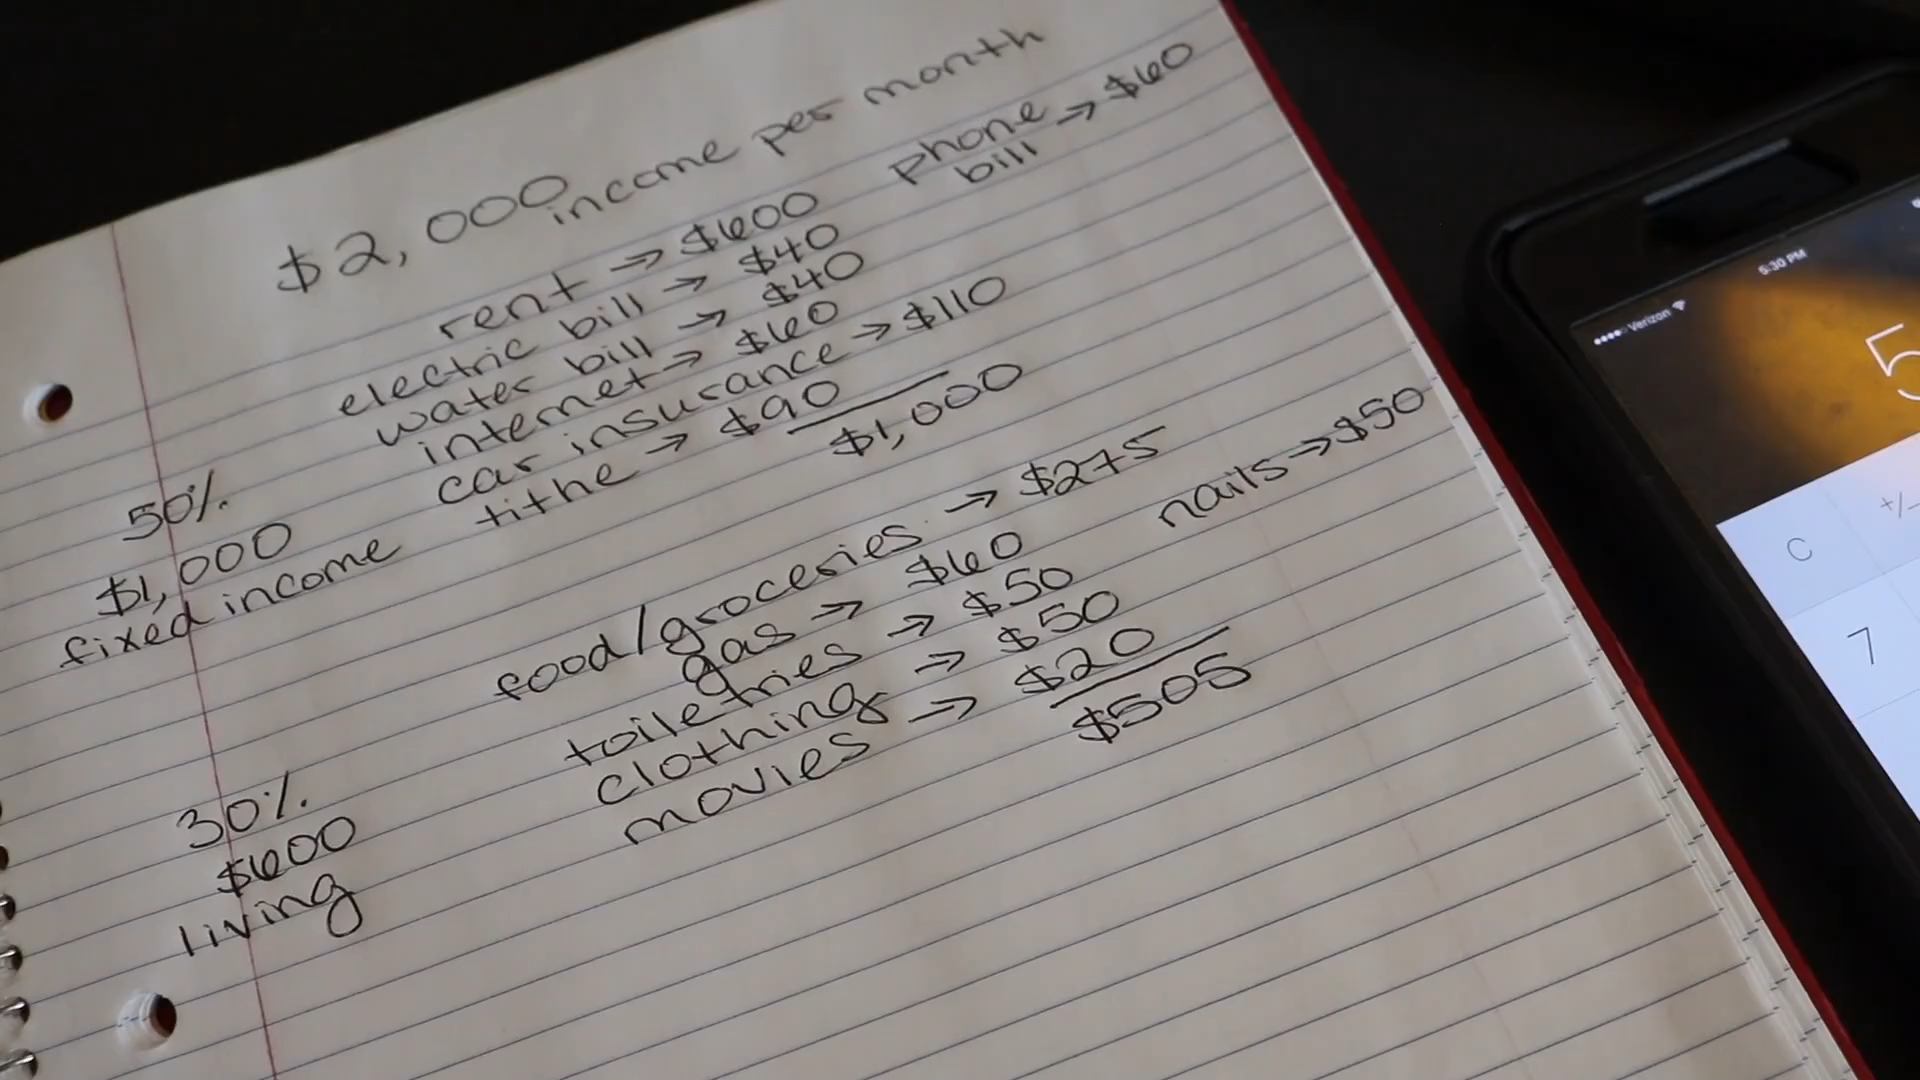 $2,000 income per month
rent → $600
phone bill → $60
electric bill → $40
water bill → $40
internet → $60
car insurance → $110
tithe → $90
$1,000
50%
$1,000
fixed income
food/groceries → $275
nails → $50
gas → $60
toiletries → $50
clothing → $50
movies → $20
$505
30%
$600
living
5:30 PM
Verizon
5
C
+/-
7